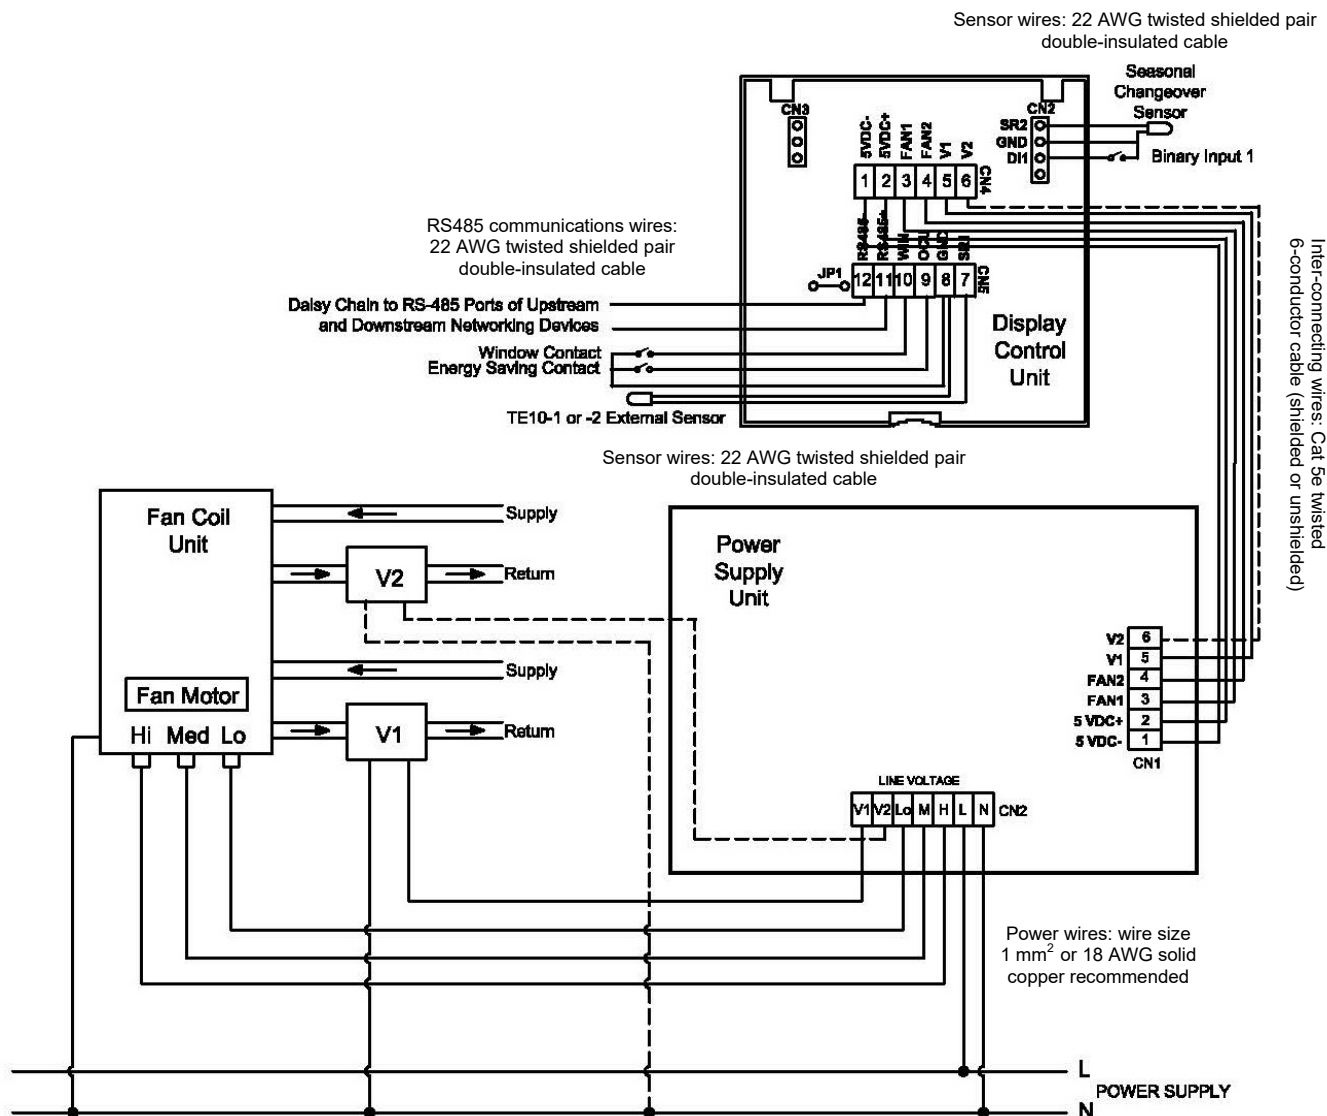 Sensor wires: 22 AWG twisted shielded pair
double-insulated cable
Seasonal
Changeover
Sensor
CN3
CN2
SR2
GND
DI1
Binary Input 1
5VDC-
5VDC+
FAN1
FAN2
V1
V2
1 2 3 4 5 6
CN4
RS485 communications wires:
22 AWG twisted shielded pair
double-insulated cable
RS485-
RS485+
WIN
OCU
GND
SR1
JP1
12 11 10 9 8 7
CN5
Daisy Chain to RS-485 Ports of Upstream
and Downstream Networking Devices
Window Contact
Energy Saving Contact
TE10-1 or -2 External Sensor
Display
Control
Unit
Inter-connecting wires: Cat 5e twisted
6-conductor cable (shielded or unshielded)
Sensor wires: 22 AWG twisted shielded pair
double-insulated cable
Fan Coil
Unit
Supply
V2
Return
Supply
Fan Motor
Hi Med Lo
V1
Return
Power
Supply
Unit
V2 6
V1 5
FAN2 4
FAN1 3
5 VDC+ 2
5 VDC- 1
CN1
LINE VOLTAGE
V1 V2 Lo M H L N CN2
Power wires: wire size
1 mm² or 18 AWG solid
copper recommended
L
POWER SUPPLY
N